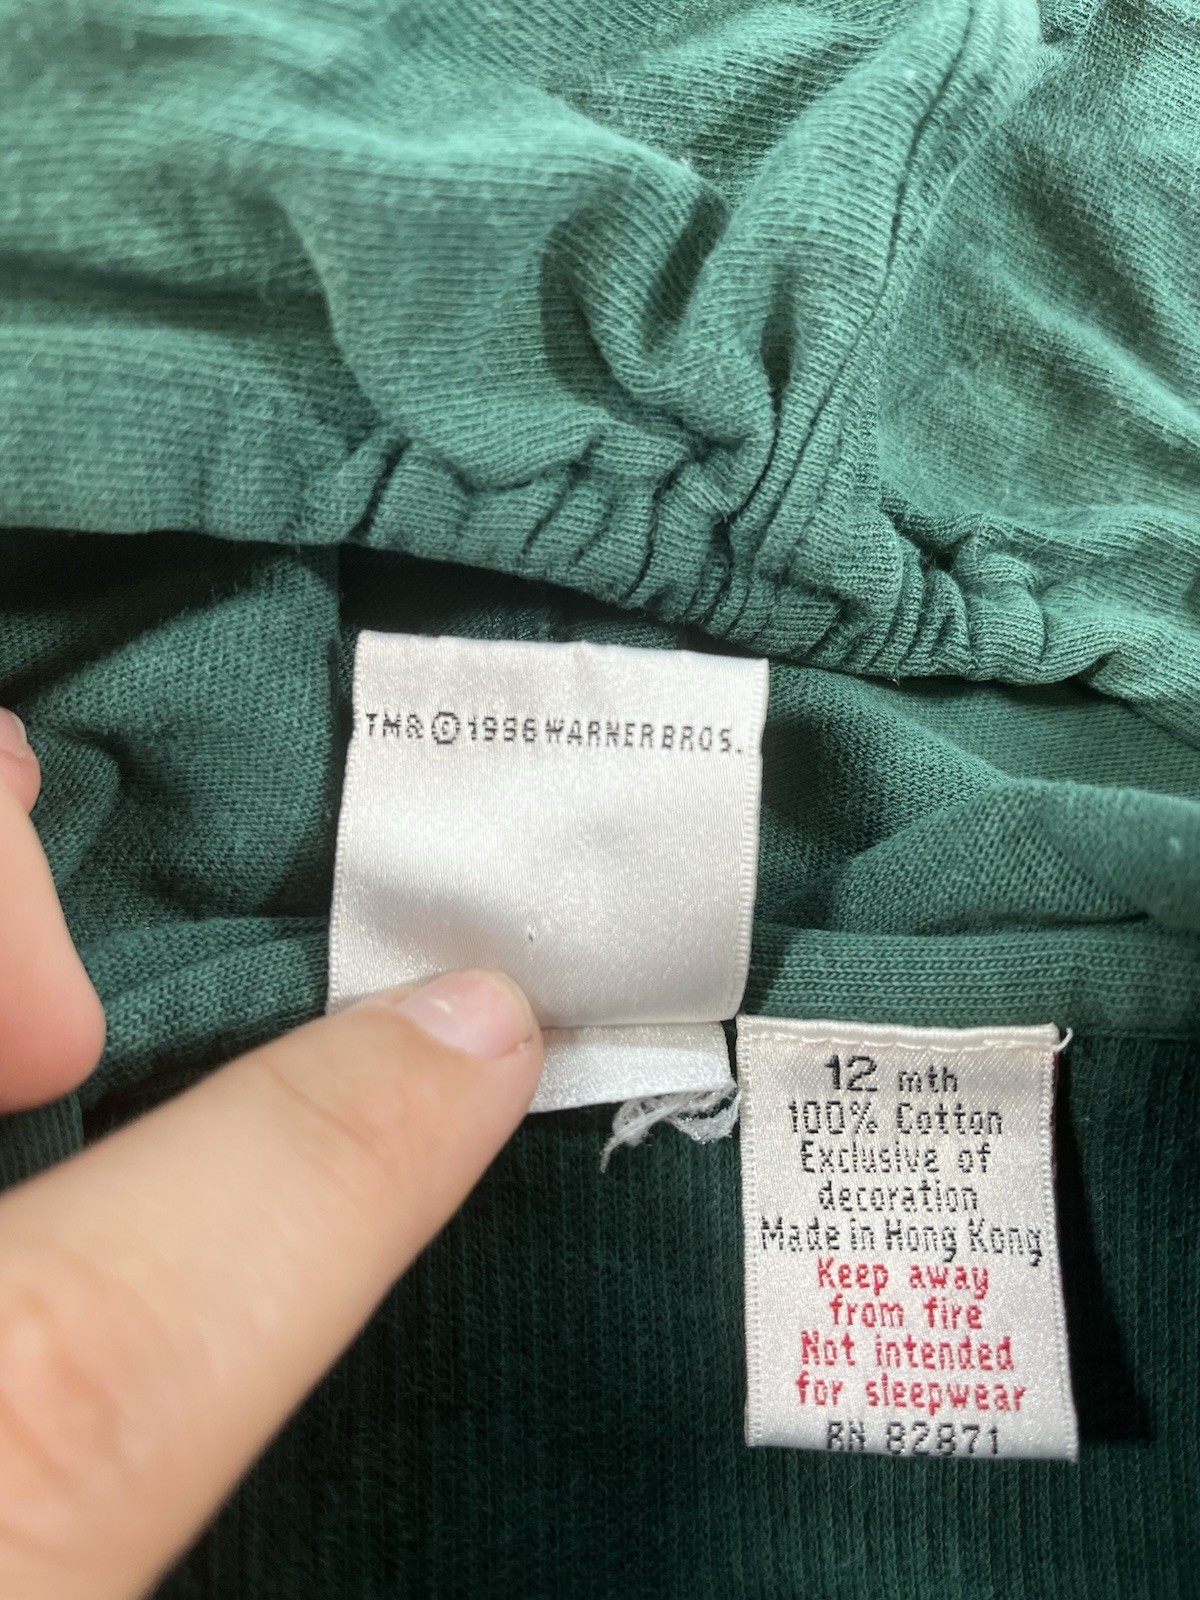 TM& © 1996 WARNER BROS.
12 mth
100% Cotton
Exclusive of
decoration
Made in Hong Kong
Keep away
from fire
Not intended
for sleepwear
RN 82871